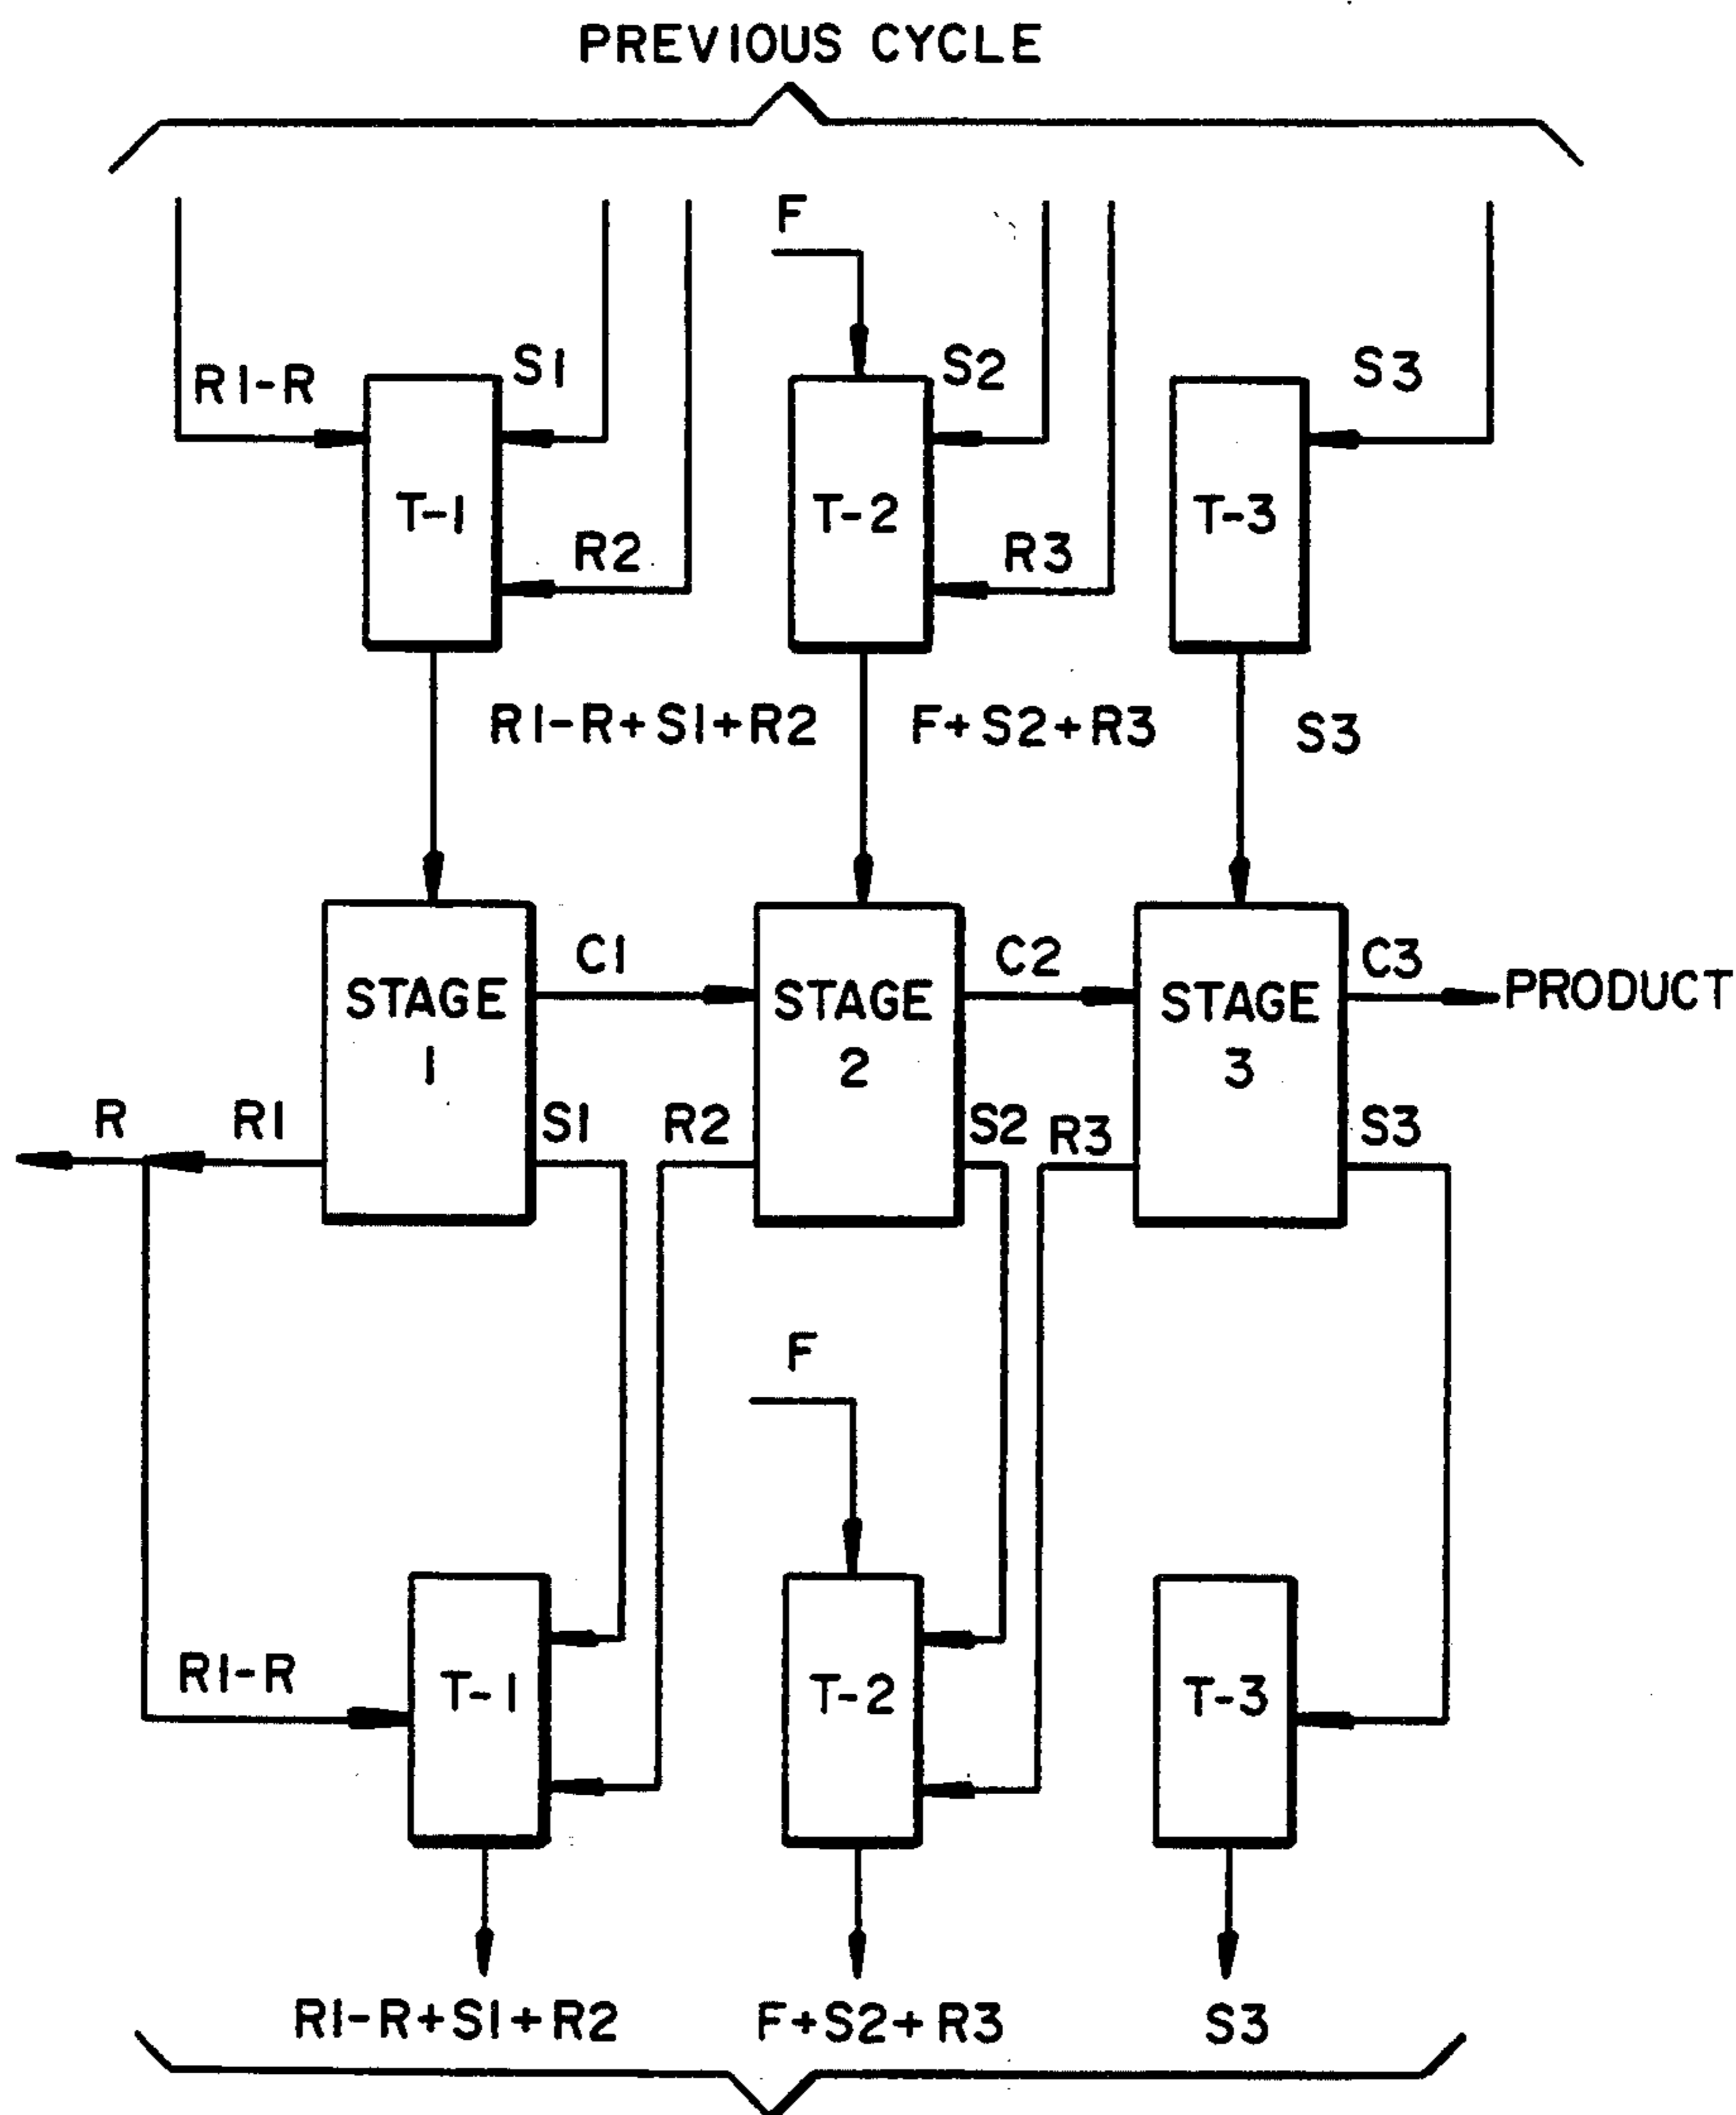 PREVIOUS CYCLE
F
R1-R
S1
S2
S3
T-1
T-2
T-3
R2
R3
R1-R+S1+R2
F+S2+R3
S3
C1
C2
C3
STAGE
1
STAGE
2
STAGE
3
PRODUCT
R
R1
S1
R2
S2
R3
S3
F
R1-R
T-1
T-2
T-3
R1-R+S1+R2
F+S2+R3
S3